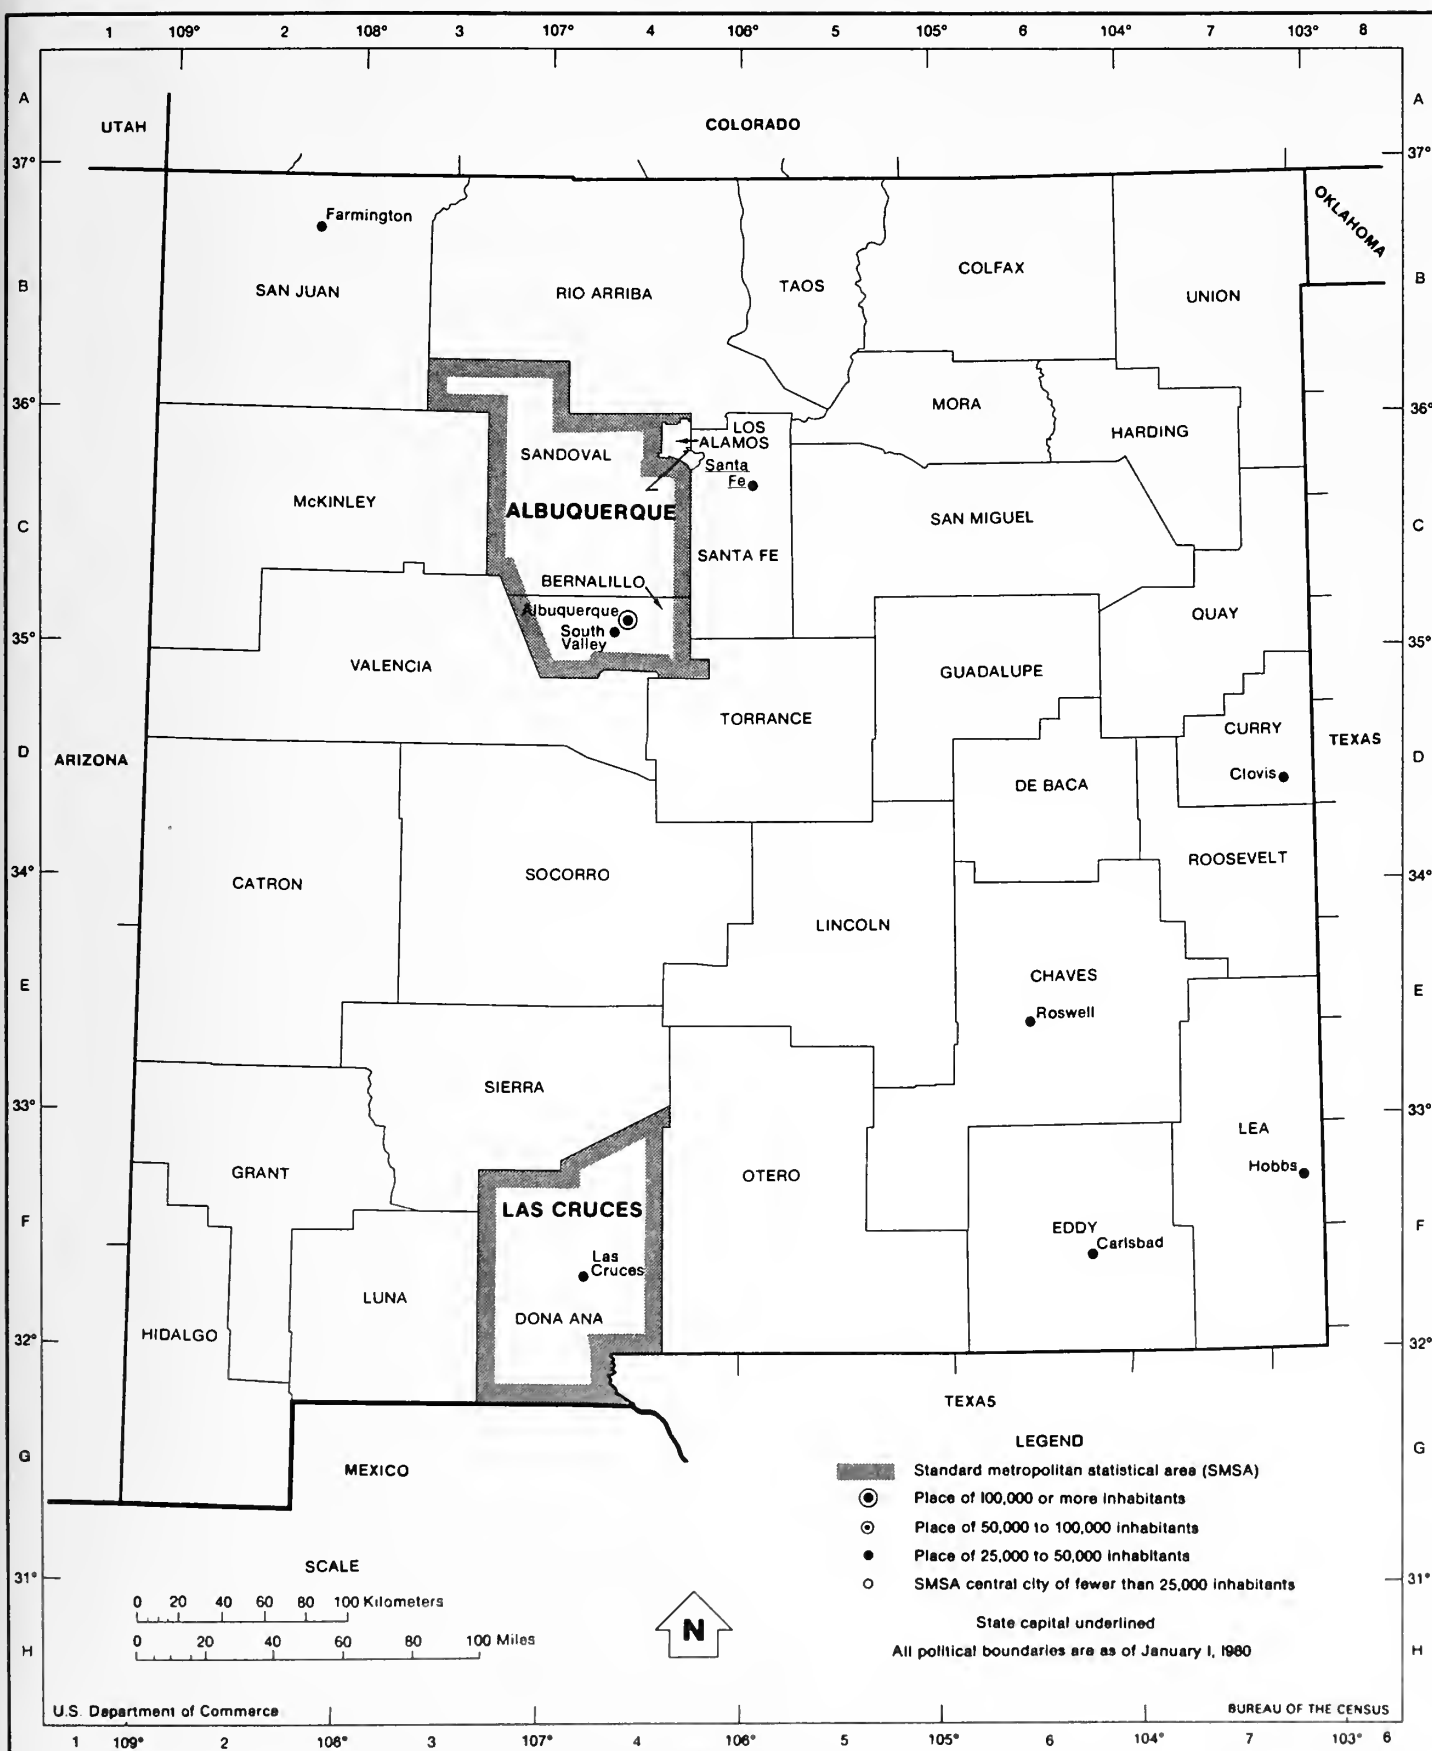 1 109° 2 108° 3 107° 4 106° 5 105° 6 104° 7 103° 8
A A
UTAH COLORADO
37° 37°
OKLAHOMA
Farmington
B B
SAN JUAN RIO ARRIBA TAOS COLFAX UNION
36° 36°
MORA
HARDING
LOS
ALAMOS
SANDOVAL
Santa
Fe
McKINLEY
ALBUQUERQUE
SAN MIGUEL
C C
SANTA FE
BERNALILLO
Albuquerque
South
Valley
QUAY
35° 35°
VALENCIA
GUADALUPE
TORRANCE
CURRY
D D
ARIZONA TEXAS
Clovis
DE BACA
ROOSEVELT
34° 34°
CATRON
SOCORRO
LINCOLN
CHAVES
E E
Roswell
SIERRA
33° 33°
LEA
Hobbs
GRANT
OTERO
LAS CRUCES
F F
EDDY
Carlsbad
Las
Cruces
LUNA
DONA ANA
HIDALGO
32° 32°
TEXAS
G G
MEXICO
LEGEND
Standard metropolitan statistical area (SMSA)
Place of 100,000 or more inhabitants
Place of 50,000 to 100,000 inhabitants
Place of 25,000 to 50,000 inhabitants
SMSA central city of fewer than 25,000 inhabitants
State capital underlined
All political boundaries are as of January 1, 1980
31° 31°
SCALE
0 20 40 60 80 100 Kilometers
0 20 40 60 80 100 Miles
N
H H
U.S. Department of Commerce BUREAU OF THE CENSUS
1 109° 2 108° 3 107° 4 106° 5 105° 6 104° 7 103° 6